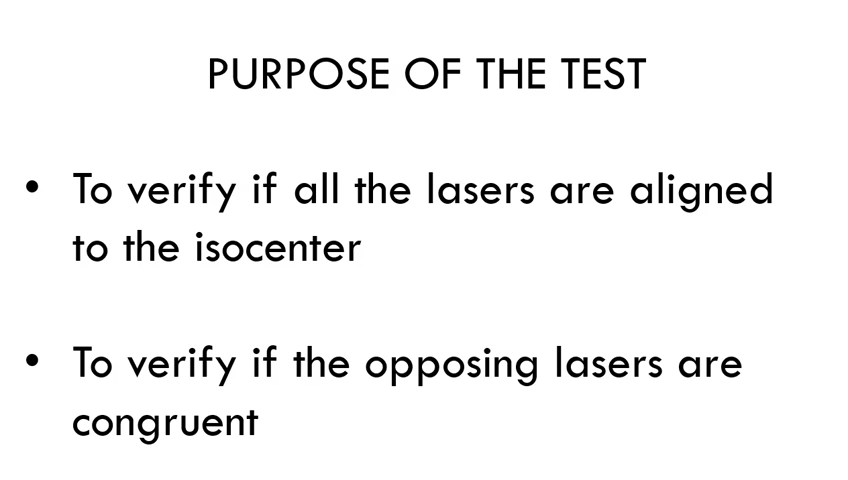 PURPOSE OF THE TEST
• To verify if all the lasers are aligned
to the isocenter
• To verify if the opposing lasers are
congruent